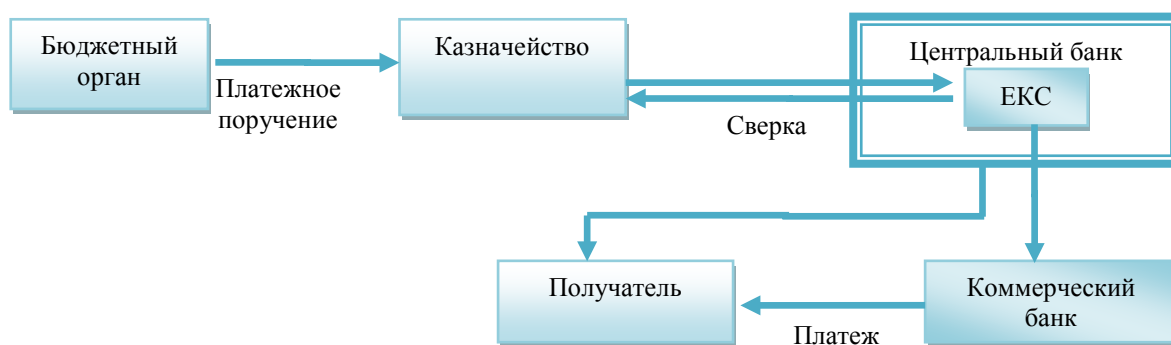 Бюджетный
орган
Платежное
поручение
Казначейство
Сверка
Центральный банк
ЕКС
Получатель
Платеж
Коммерческий
банк